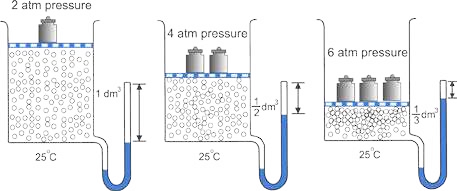 2 atm pressure
1 dm³
25°C
4 atm pressure
1/2 dm³
25°C
6 atm pressure
1/3 dm³
25°C